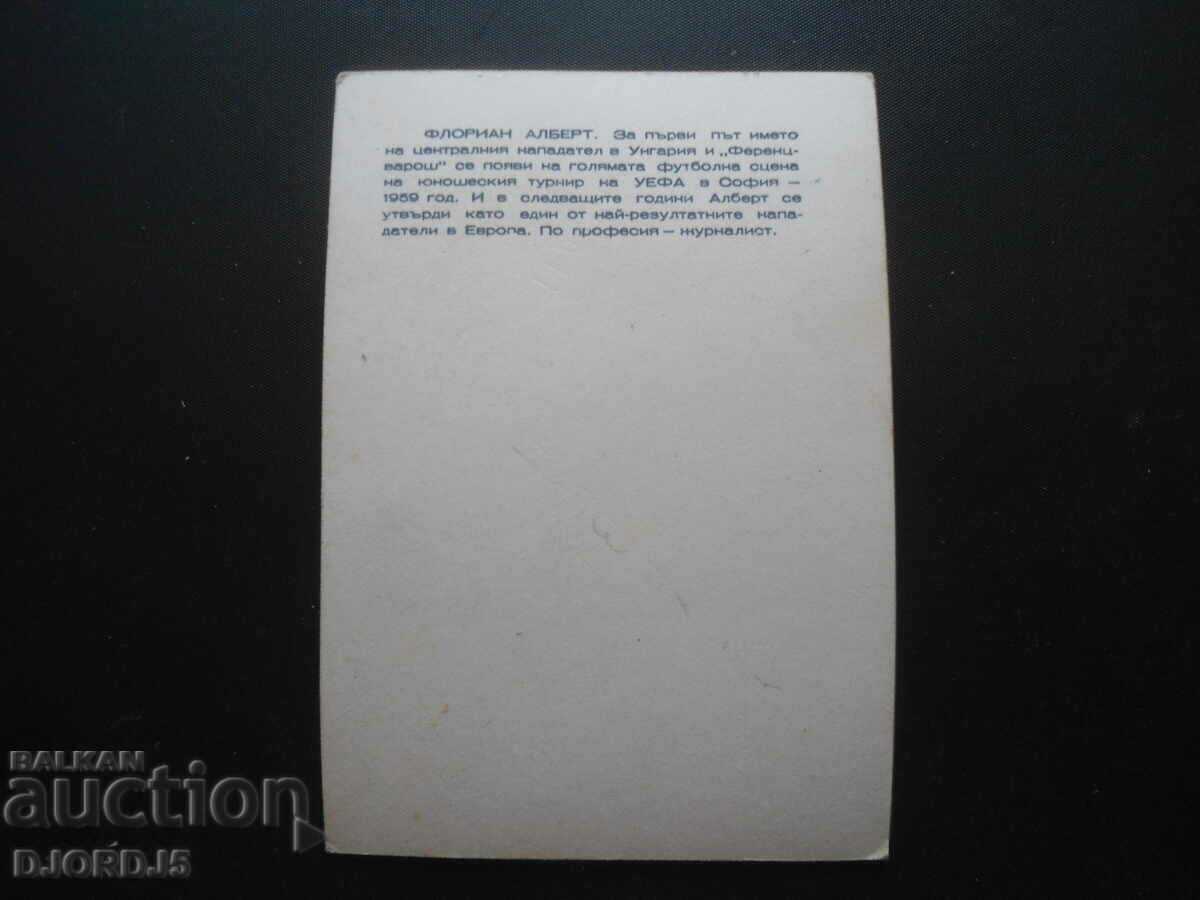 ФЛОРИАН АЛБЕРТ. За първи път името
на централния нападател в Унгария и „Ференц-
варош" се появи на голямата футболна сцена
на юношеския турнир на УЕФА в София —
1959 год. И в следващите години Алберт се
утвърди като един от най-резултатните напа-
датели в Европа. По професия — журналист.
BALKAN
auction
DJORDJ5